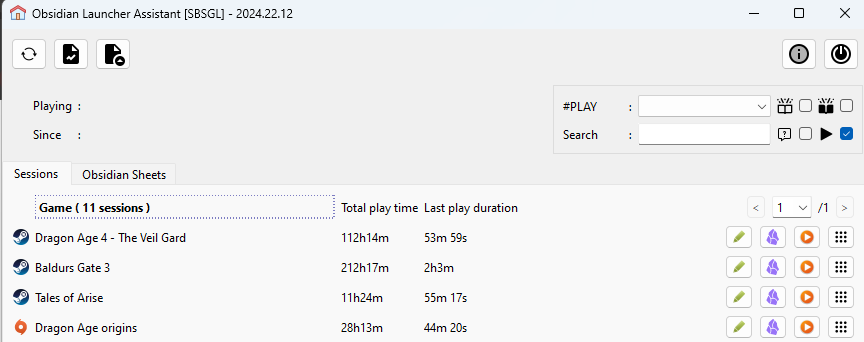 Obsidian Launcher Assistant [SBSGL] - 2024.22.12
Playing :
#PLAY :
Since :
Search :
Sessions Obsidian Sheets
Game ( 11 sessions ) Total play time Last play duration < 1 /1 >
Dragon Age 4 - The Veil Gard 112h14m 53m 59s
Baldurs Gate 3 212h17m 2h3m
Tales of Arise 11h24m 55m 17s
Dragon Age origins 28h13m 44m 20s